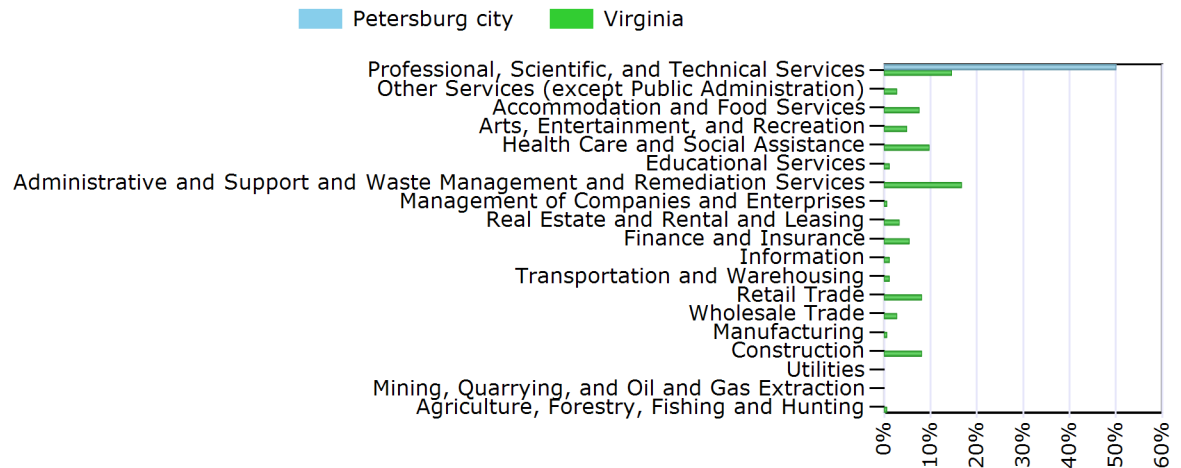 Petersburg city Virginia
Professional, Scientific, and Technical Services
Other Services (except Public Administration)
Accommodation and Food Services
Arts, Entertainment, and Recreation
Health Care and Social Assistance
Educational Services
Administrative and Support and Waste Management and Remediation Services
Management of Companies and Enterprises
Real Estate and Rental and Leasing
Finance and Insurance
Information
Transportation and Warehousing
Retail Trade
Wholesale Trade
Manufacturing
Construction
Utilities
Mining, Quarrying, and Oil and Gas Extraction
Agriculture, Forestry, Fishing and Hunting
0% 10% 20% 30% 40% 50% 60%